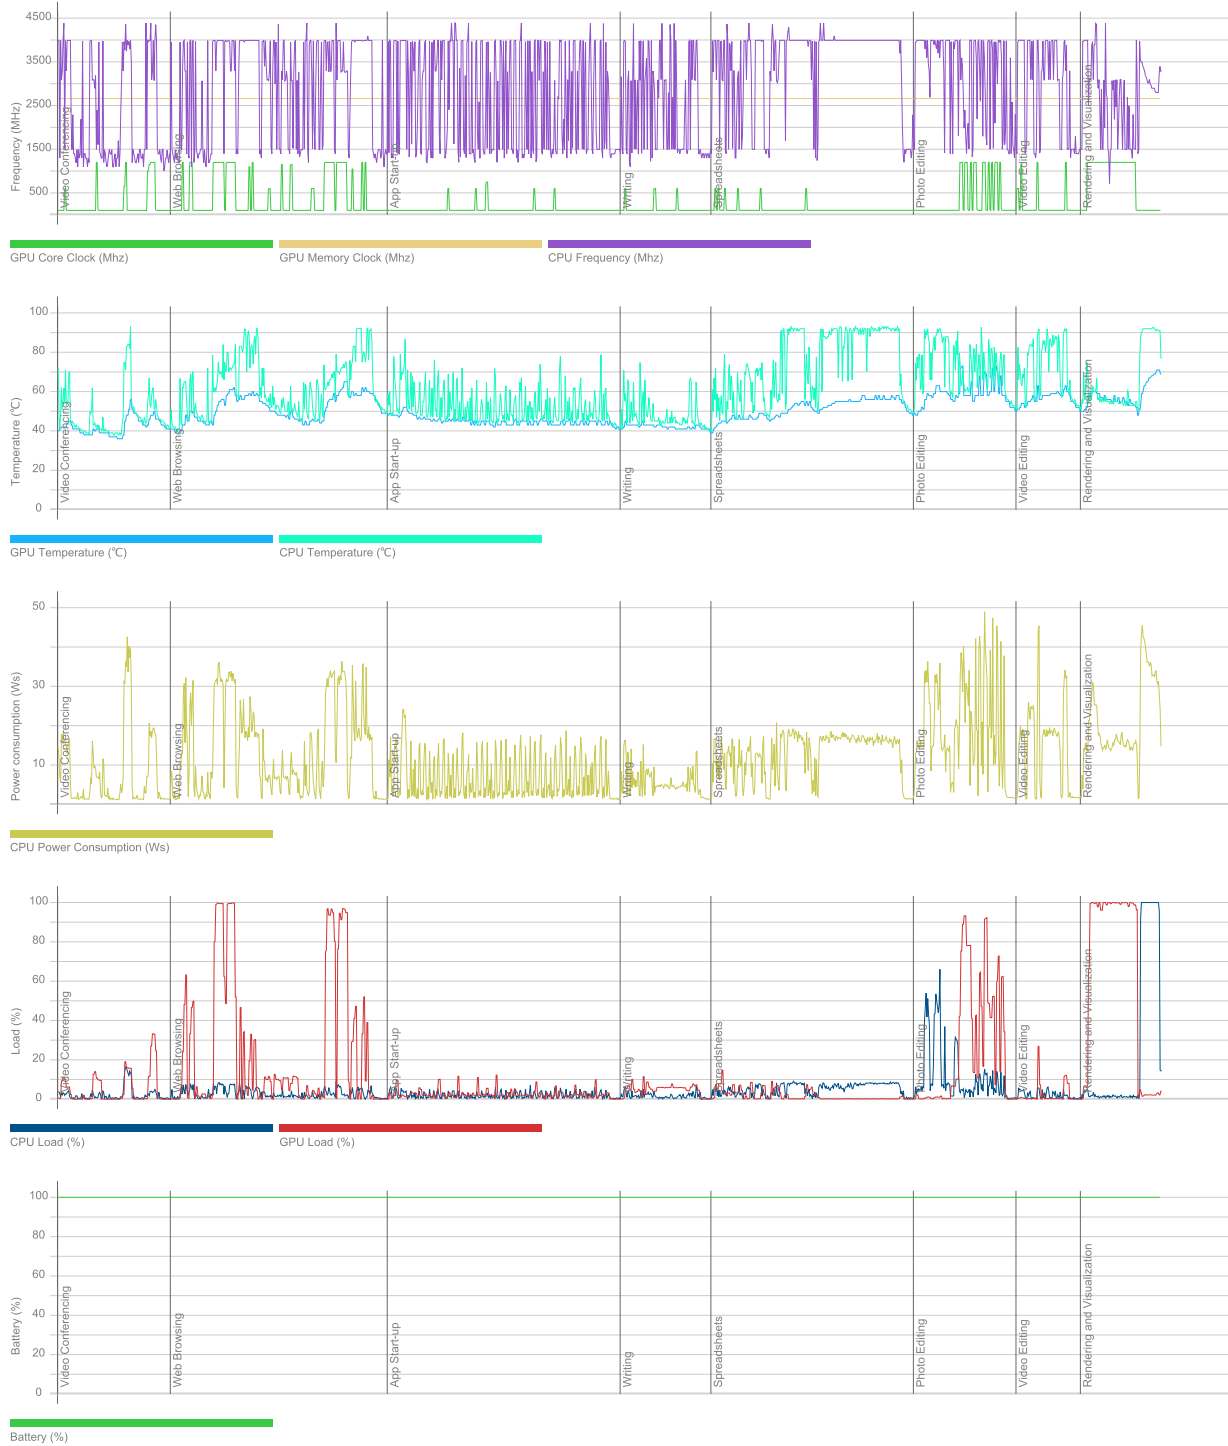 4500
3500
2500
1500
500
Frequency (MHz)
Video Conferencing
Web Browsing
App Start-up
Writing
Spreadsheets
Photo Editing
Video Editing
Rendering and Visualization
GPU Core Clock (Mhz)
GPU Memory Clock (Mhz)
CPU Frequency (Mhz)
100
80
60
40
20
0
Temperature (°C)
Video Conferencing
Web Browsing
App Start-up
Writing
Spreadsheets
Photo Editing
Video Editing
Rendering and Visualization
GPU Temperature (°C)
CPU Temperature (°C)
50
30
10
Power consumption (Ws)
Video Conferencing
Web Browsing
App Start-up
Writing
Spreadsheets
Photo Editing
Video Editing
Rendering and Visualization
CPU Power Consumption (Ws)
100
80
60
40
20
0
Load (%)
Video Conferencing
Web Browsing
App Start-up
Writing
Spreadsheets
Photo Editing
Video Editing
Rendering and Visualization
CPU Load (%)
GPU Load (%)
100
80
60
40
20
0
Battery (%)
Video Conferencing
Web Browsing
App Start-up
Writing
Spreadsheets
Photo Editing
Video Editing
Rendering and Visualization
Battery (%)